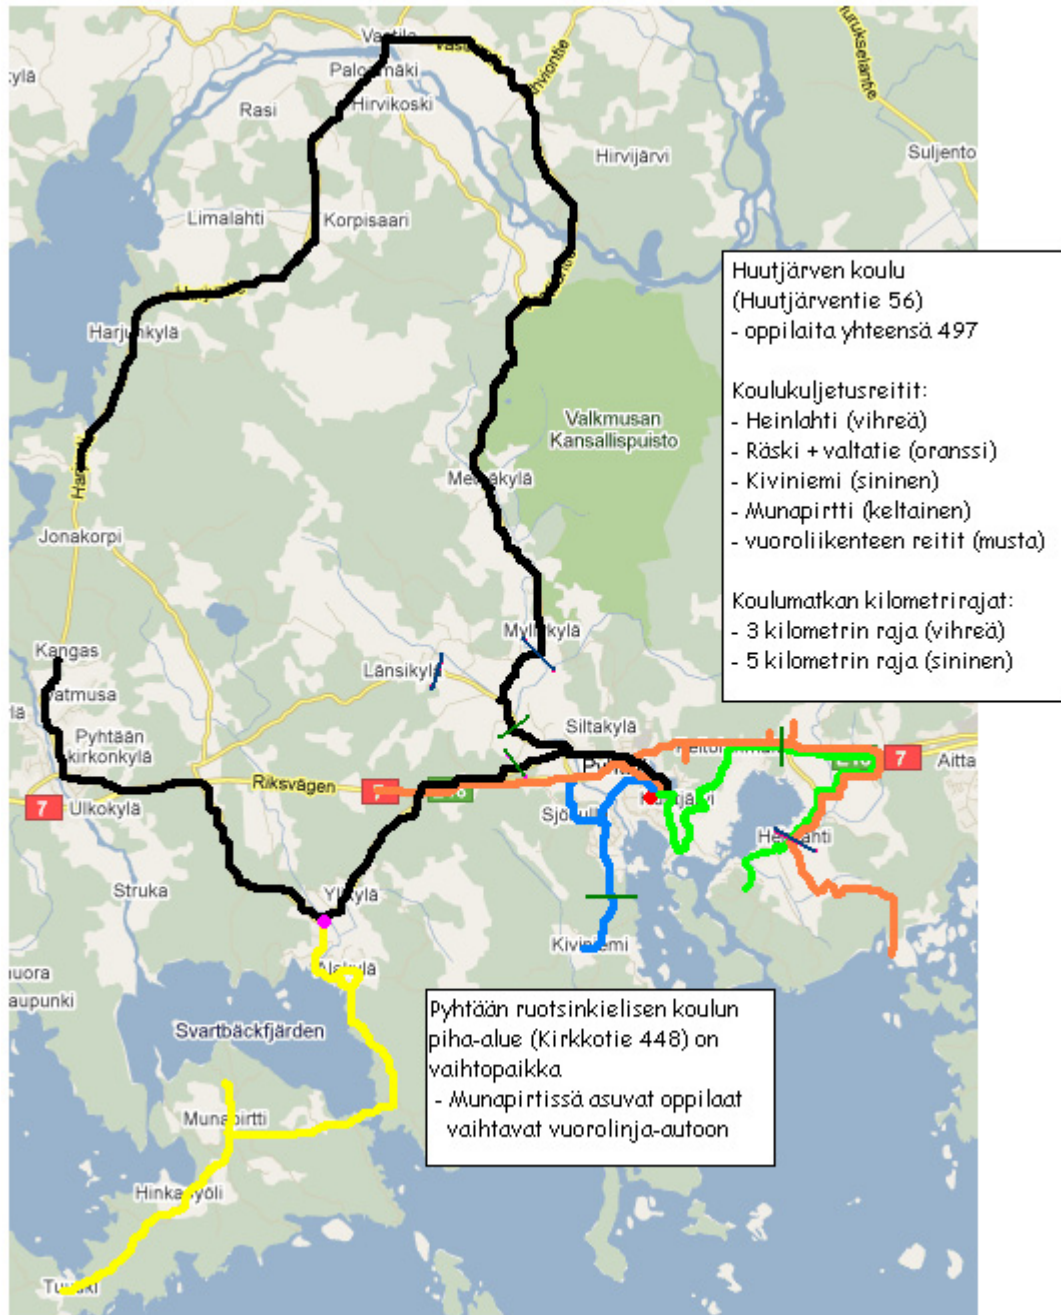 Vastila
Palomäki
Hirvikoski
Rasi
Hirvijärvi
Suljento
Limalahti
Korpisaari
Huutjärven koulu
(Huutjärventie 56)
- oppilaita yhteensä 497
Koulukuljetusreitit:
- Heinlahti (vihreä)
- Räski + valtatie (oranssi)
- Kiviniemi (sininen)
- Munapirtti (keltainen)
- vuoroliikenteen reitit (musta)
Koulumatkan kilometrirajat:
- 3 kilometrin raja (vihreä)
- 5 kilometrin raja (sininen)
Harjunkylä
Valkmusan
Kansallispuisto
Jonakorpi
Kangas
Länsikylä
Siltakylä
Pyhtään
kirkonkylä
7
Ulkokylä
Riksvägen
7
7
Aitta
Struka
Kiviniemi
Svartbäckfjärden
Pyhtään ruotsinkielisen koulun
piha-alue (Kirkkotie 448) on
vaihtopaikka
- Munapirtissä asuvat oppilaat
vaihtavat vuorolinja-autoon
Munapirtti